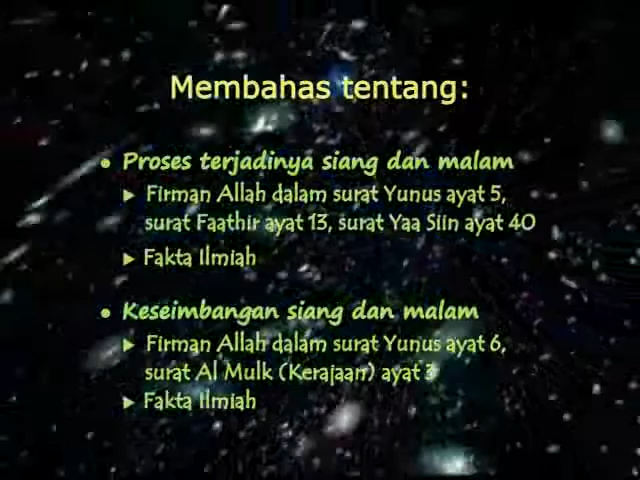 Membahas tentang:
• Proses terjadinya siang dan malam
▶ Firman Allah dalam surat Yunus ayat 5,
surat Faathir ayat 13, surat Yaa Siin ayat 40
▶ Fakta Ilmiah
• Keseimbangan siang dan malam
▶ Firman Allah dalam surat Yunus ayat 6,
surat Al Mulk (Kerajaan) ayat 3
▶ Fakta Ilmiah